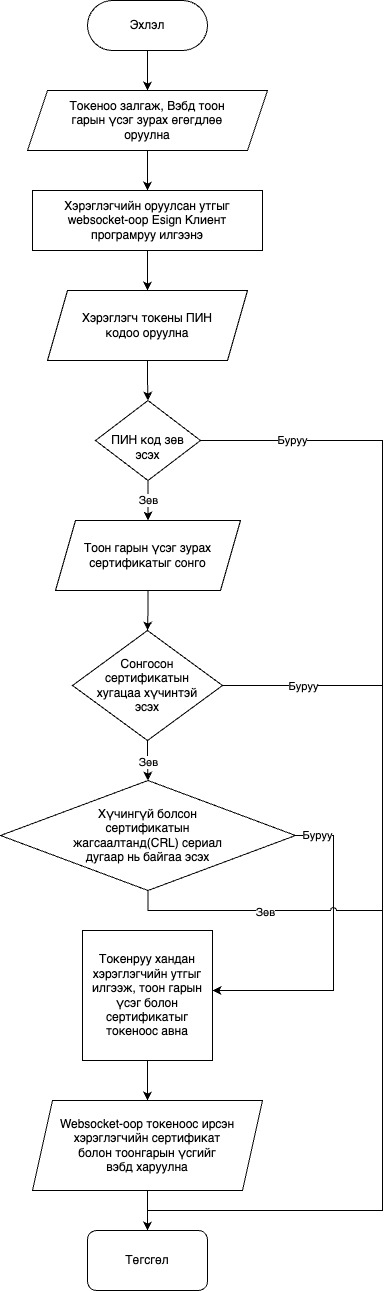 Эхлэл
Токеноо залгаж, Вэбд тоон
гарын үсэг зурах өгөгдлөө
оруулна
Хэрэглэгчийн оруулсан утгыг
websocket-оор Esign Клиент
програмруу илгээнэ
Хэрэглэгч токены ПИН
кодоо оруулна
ПИН код зөв
эсэх
Буруу
Зөв
Тоон гарын үсэг зурах
сертификатыг сонго
Сонгосон
сертификатын
хугацаа хүчинтэй
эсэх
Буруу
Зөв
Хүчингүй болсон
сертификатын
жагсаалтанд(CRL) сериал
дугаар нь байгаа эсэх
Буруу
Зөв
Токенруу хандан
хэрэглэгчийн утгыг
илгээж, тоон гарын
үсэг болон
сертификатыг
токеноос авна
Websocket-оор токеноос ирсэн
хэрэглэгчийн сертификат
болон тоонгарын үсгийг
вэбд харуулна
Төгсгөл